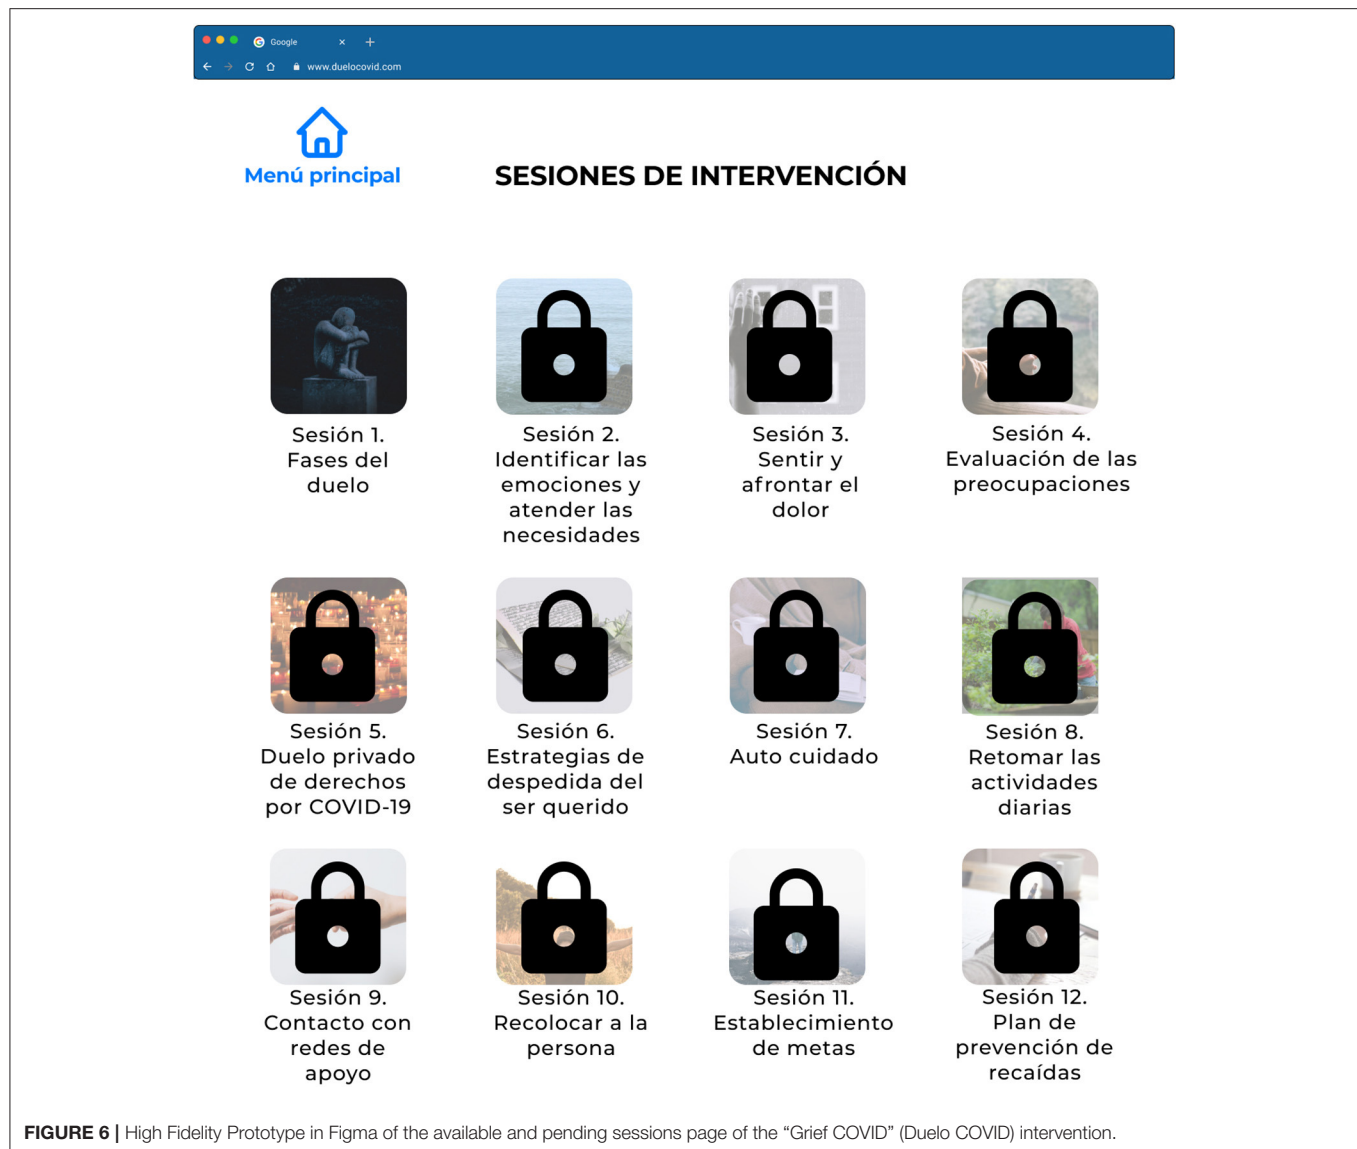 Google
www.duelocovid.com
Menú principal
SESIONES DE INTERVENCIÓN
Sesión 1.
Fases del
duelo
Sesión 2.
Identificar las
emociones y
atender las
necesidades
Sesión 3.
Sentir y
afrontar el
dolor
Sesión 4.
Evaluación de las
preocupaciones
Sesión 5.
Duelo privado
de derechos
por COVID-19
Sesión 6.
Estrategias de
despedida del
ser querido
Sesión 7.
Auto cuidado
Sesión 8.
Retomar las
actividades
diarias
Sesión 9.
Contacto con
redes de
apoyo
Sesión 10.
Recolocar a la
persona
Sesión 11.
Establecimiento
de metas
Sesión 12.
Plan de
prevención de
recaídas
FIGURE 6 | High Fidelity Prototype in Figma of the available and pending sessions page of the “Grief COVID” (Duelo COVID) intervention.